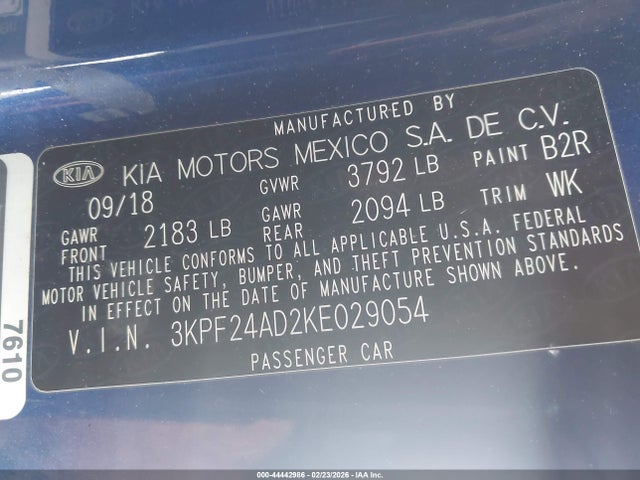 MANUFACTURED BY
KIA KIA MOTORS MEXICO S.A. DE C.V.
09/18 GVWR 3792 LB PAINT B2R
GAWR FRONT 2183 LB GAWR REAR 2094 LB TRIM WK
THIS VEHICLE CONFORMS TO ALL APPLICABLE U.S.A. FEDERAL
MOTOR VEHICLE SAFETY, BUMPER, AND THEFT PREVENTION STANDARDS
IN EFFECT ON THE DATE OF MANUFACTURE SHOWN ABOVE.
V.I.N. 3KPF24AD2KE029054
PASSENGER CAR
7610
000-44442986 - 02/23/2026 - IAA Inc.